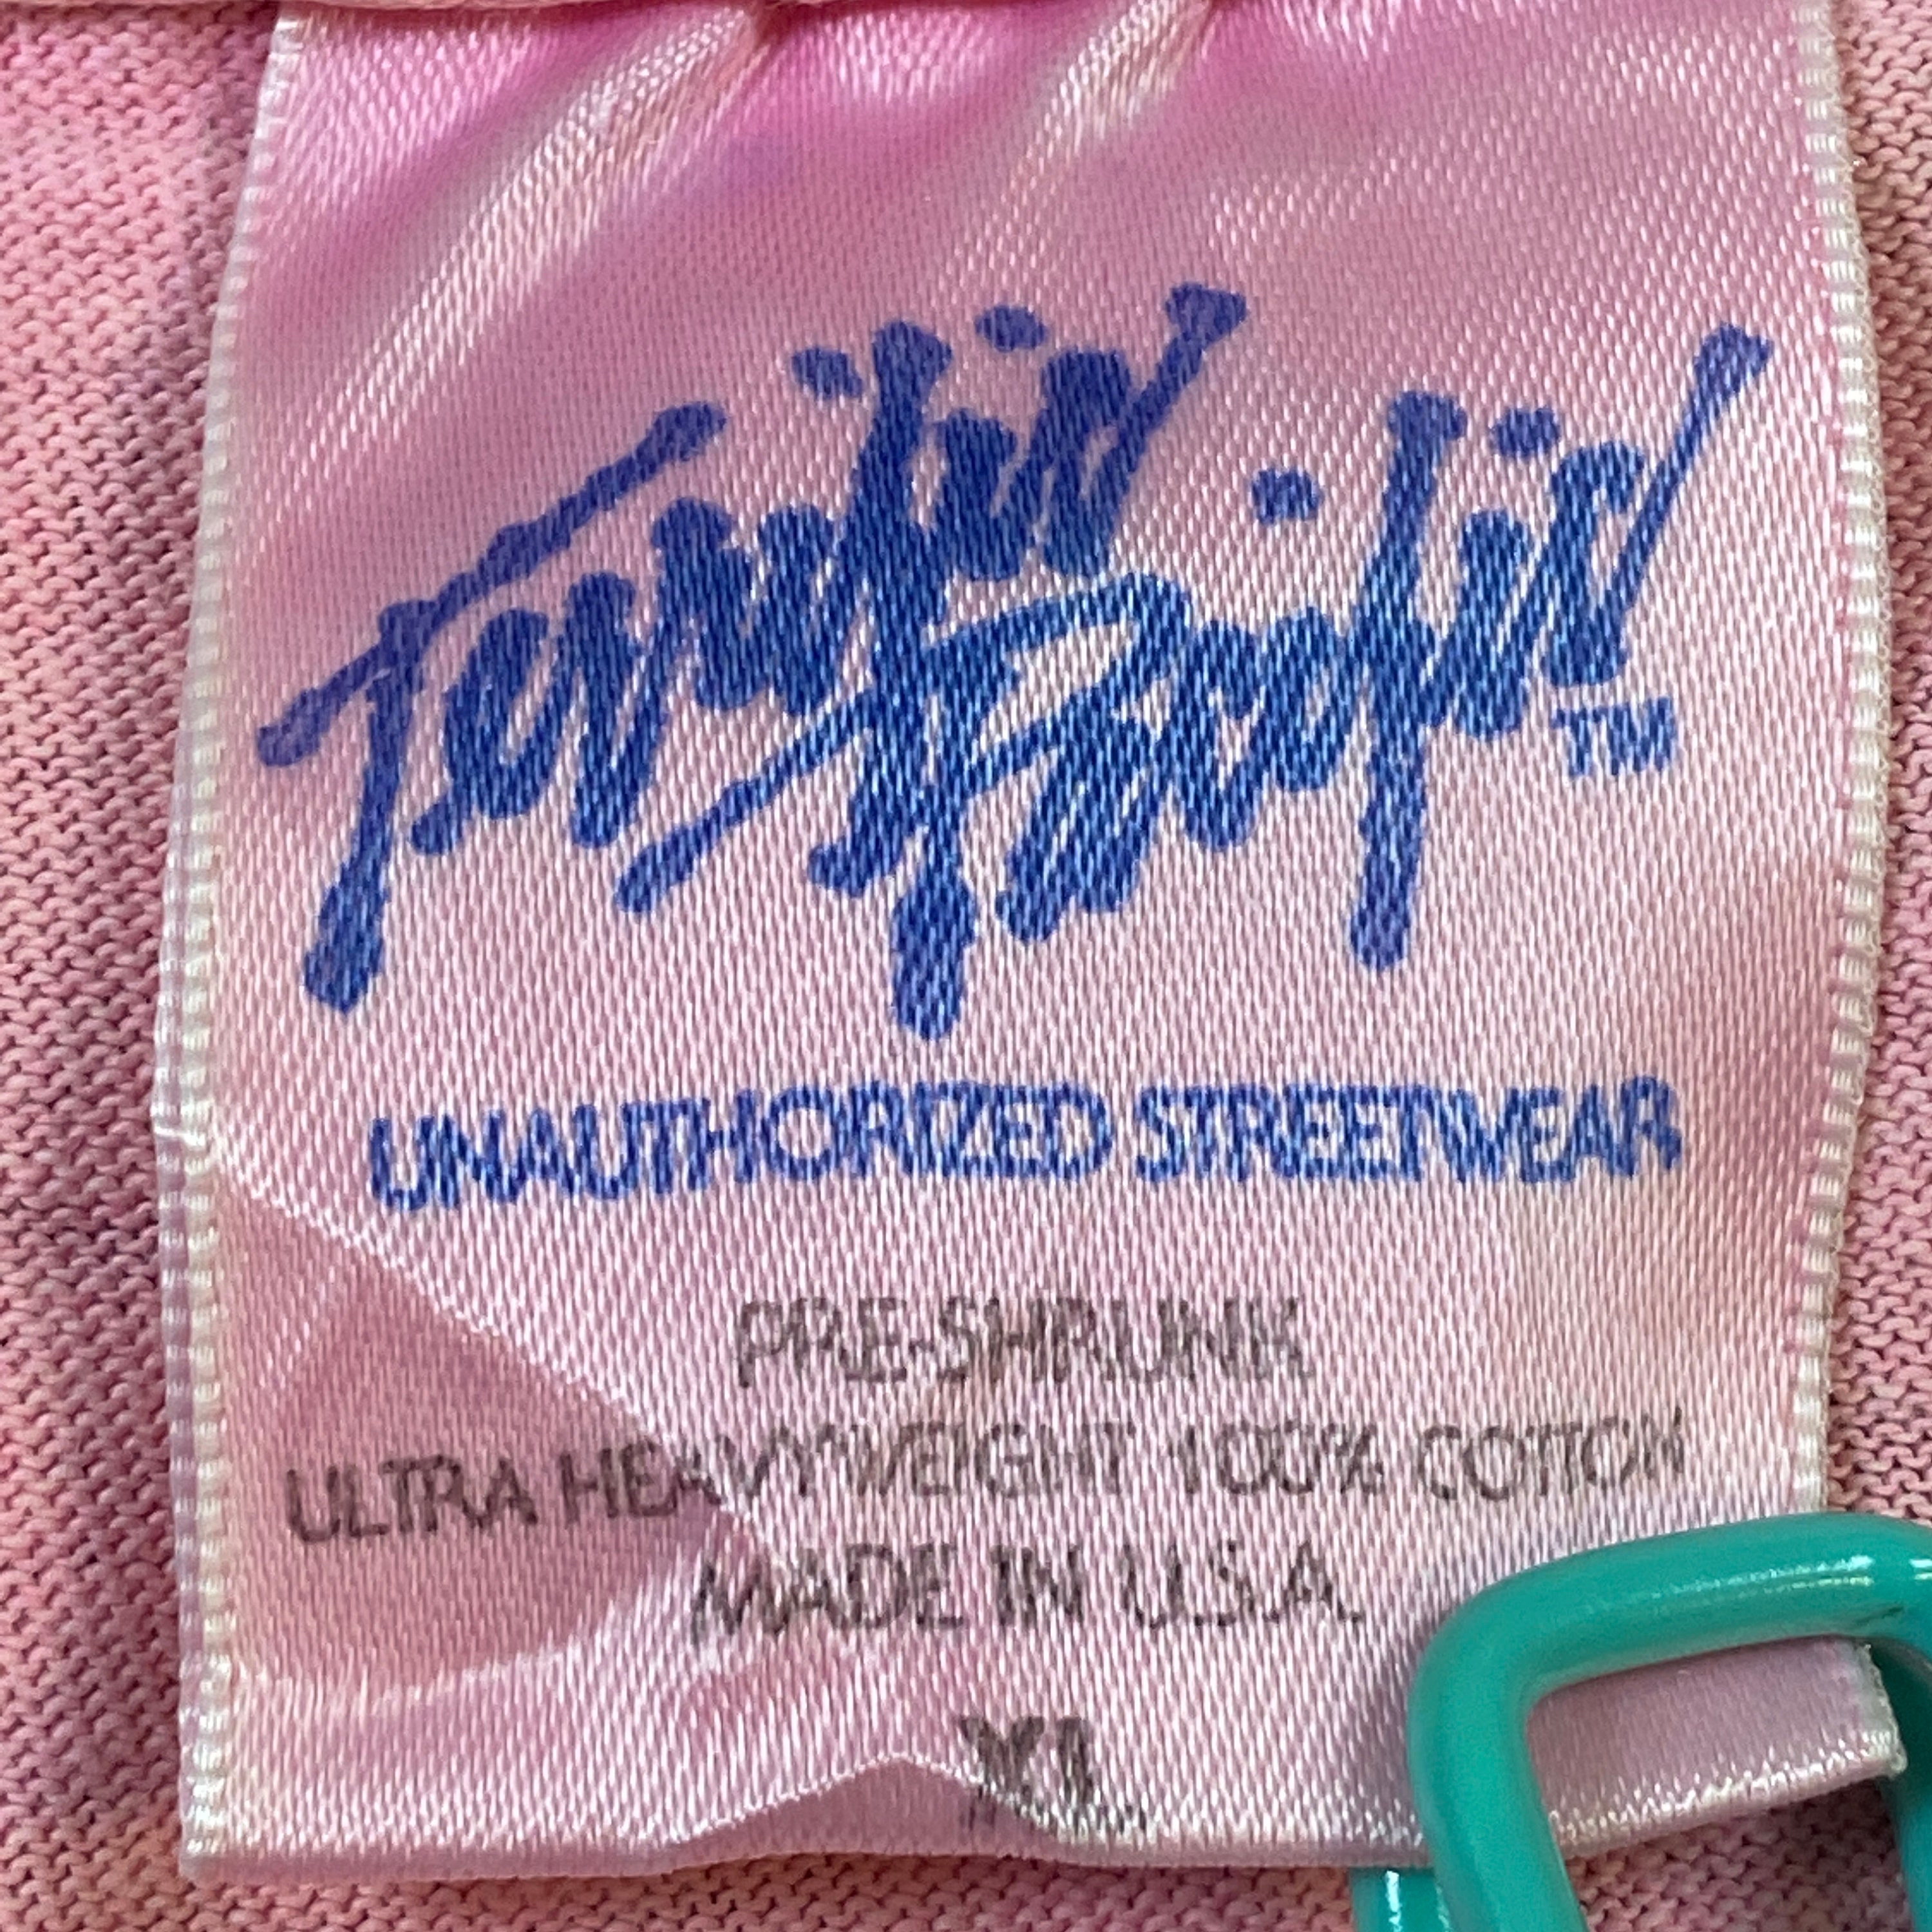 TM
UNAUTHORIZED STREETWEAR
PRE-SHRUNK
ULTRA HEAVYWEIGHT 100% COTTON
MADE IN U.S.A.
XL